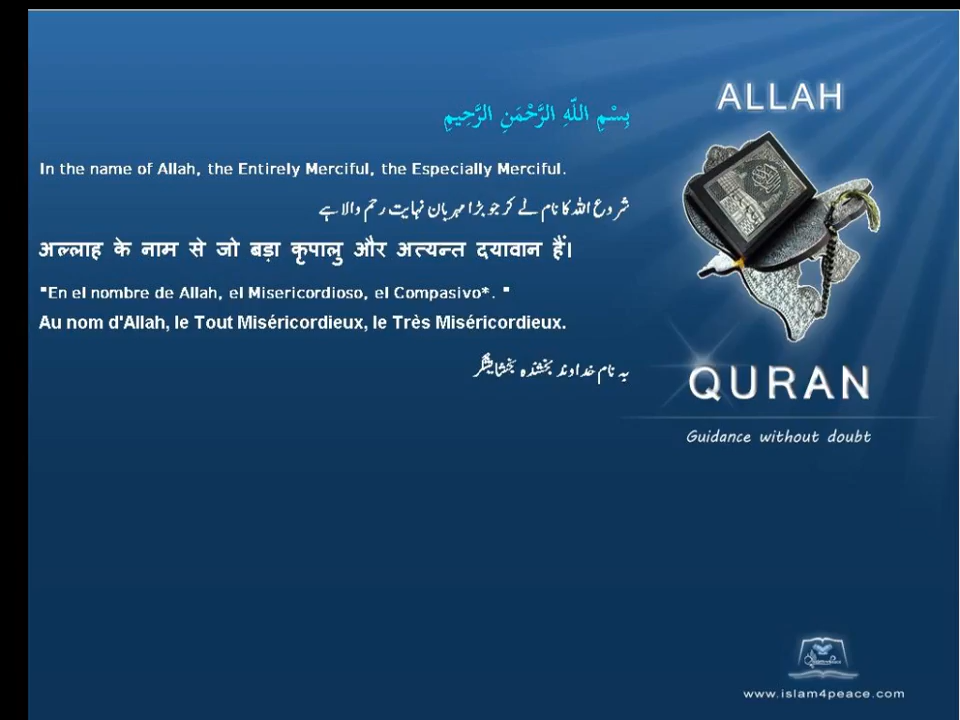 بِسْمِ اللَّهِ الرَّحْمَنِ الرَّحِيمِ
In the name of Allah, the Entirely Merciful, the Especially Merciful.
شروع اللہ کا نام لے کر جو بڑا مہربان نہایت رحم والا ہے
अल्लाह के नाम से जो बड़ा कृपालु और अत्यन्त दयावान हैं।
"En el nombre de Allah, el Misericordioso, el Compasivo*. "
Au nom d'Allah, le Tout Miséricordieux, le Très Miséricordieux.
به نام خداوند بخشنده بخشایشگر
ALLAH
QURAN
Guidance without doubt
www.islam4peace.com